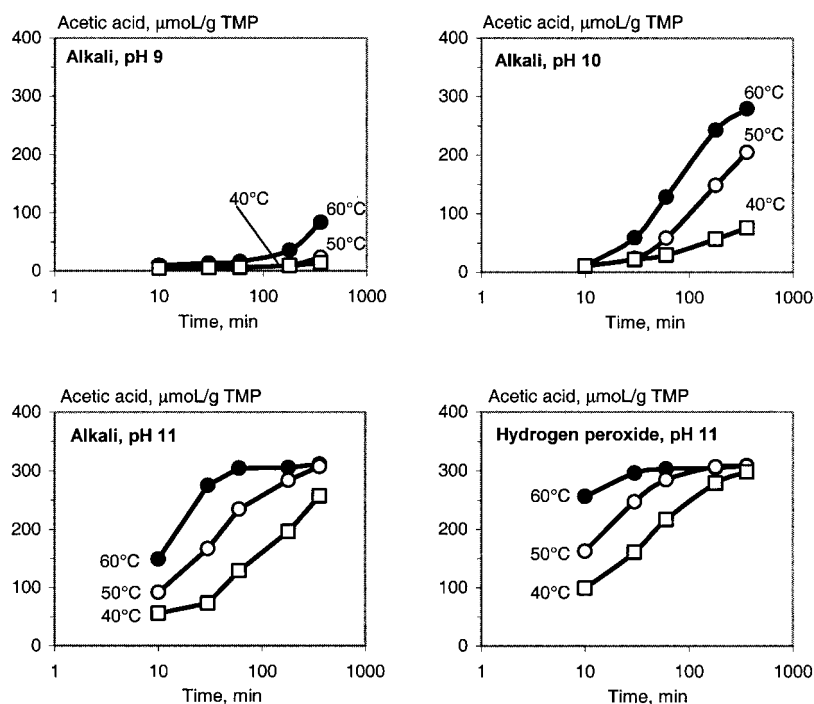 Acetic acid, μmoL/g TMP
400
Alkali, pH 9
300
200
40°C
60°C
100
50°C
0
1
10
100
1000
Time, min
Acetic acid, μmoL/g TMP
400
Alkali, pH 10
60°C
300
50°C
200
40°C
100
0
1
10
100
1000
Time, min
Acetic acid, μmoL/g TMP
400
Alkali, pH 11
300
200
60°C
100
50°C
40°C
0
1
10
100
1000
Time, min
Acetic acid, μmoL/g TMP
400
Hydrogen peroxide, pH 11
300
60°C
200
50°C
100
40°C
0
1
10
100
1000
Time, min